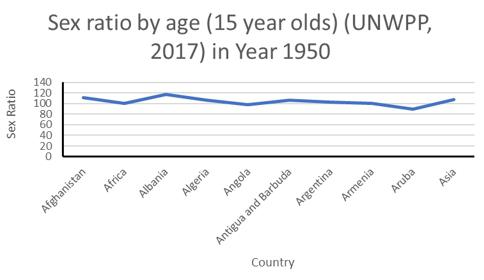 Sex ratio by age (15 year olds) (UNWPP,
2017) in Year 1950
Sex Ratio
140
120
100
80
60
40
20
0
Afghanistan
Africa
Albania
Algeria
Angola
Antigua and Barbuda
Argentina
Armenia
Aruba
Asia
Country